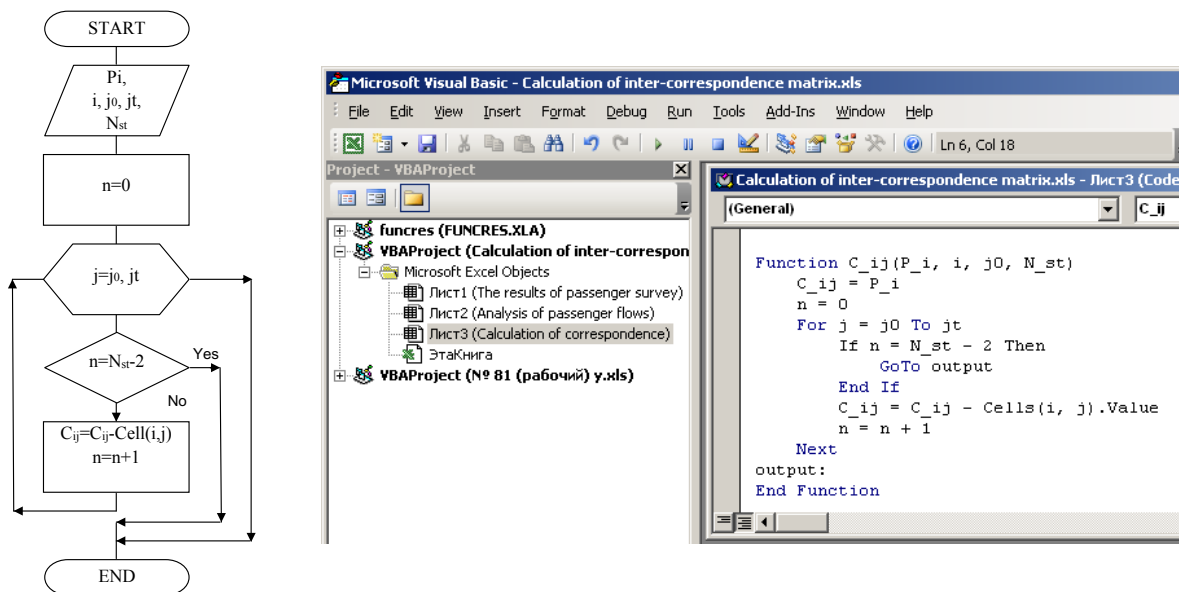 START
Pi,
i, j0, jt,
Nst
n=0
j=j0, jt
n=Nst-2
Yes
No
Cij=Cij-Cell(i,j)
n=n+1
END
Microsoft Visual Basic - Calculation of inter-correspondence matrix.xls
File Edit View Insert Format Debug Run Tools Add-Ins Window Help
Ln 6, Col 18
Project - VBAProject
funcres (FUNCRES.XLA)
VBAProject (Calculation of inter-correspon
Microsoft Excel Objects
Лист1 (The results of passenger survey)
Лист2 (Analysis of passenger flows)
Лист3 (Calculation of correspondence)
ЭтаКнига
VBAProject (№ 81 (рабочий) у.xls)
Calculation of inter-correspondence matrix.xls - Лист3 (Code
(General) C_ij
Function C_ij(P_i, i, j0, N_st)
C_ij = P_i
n = 0
For j = j0 To jt
If n = N_st - 2 Then
GoTo output
End If
C_ij = C_ij - Cells(i, j).Value
n = n + 1
Next
output:
End Function